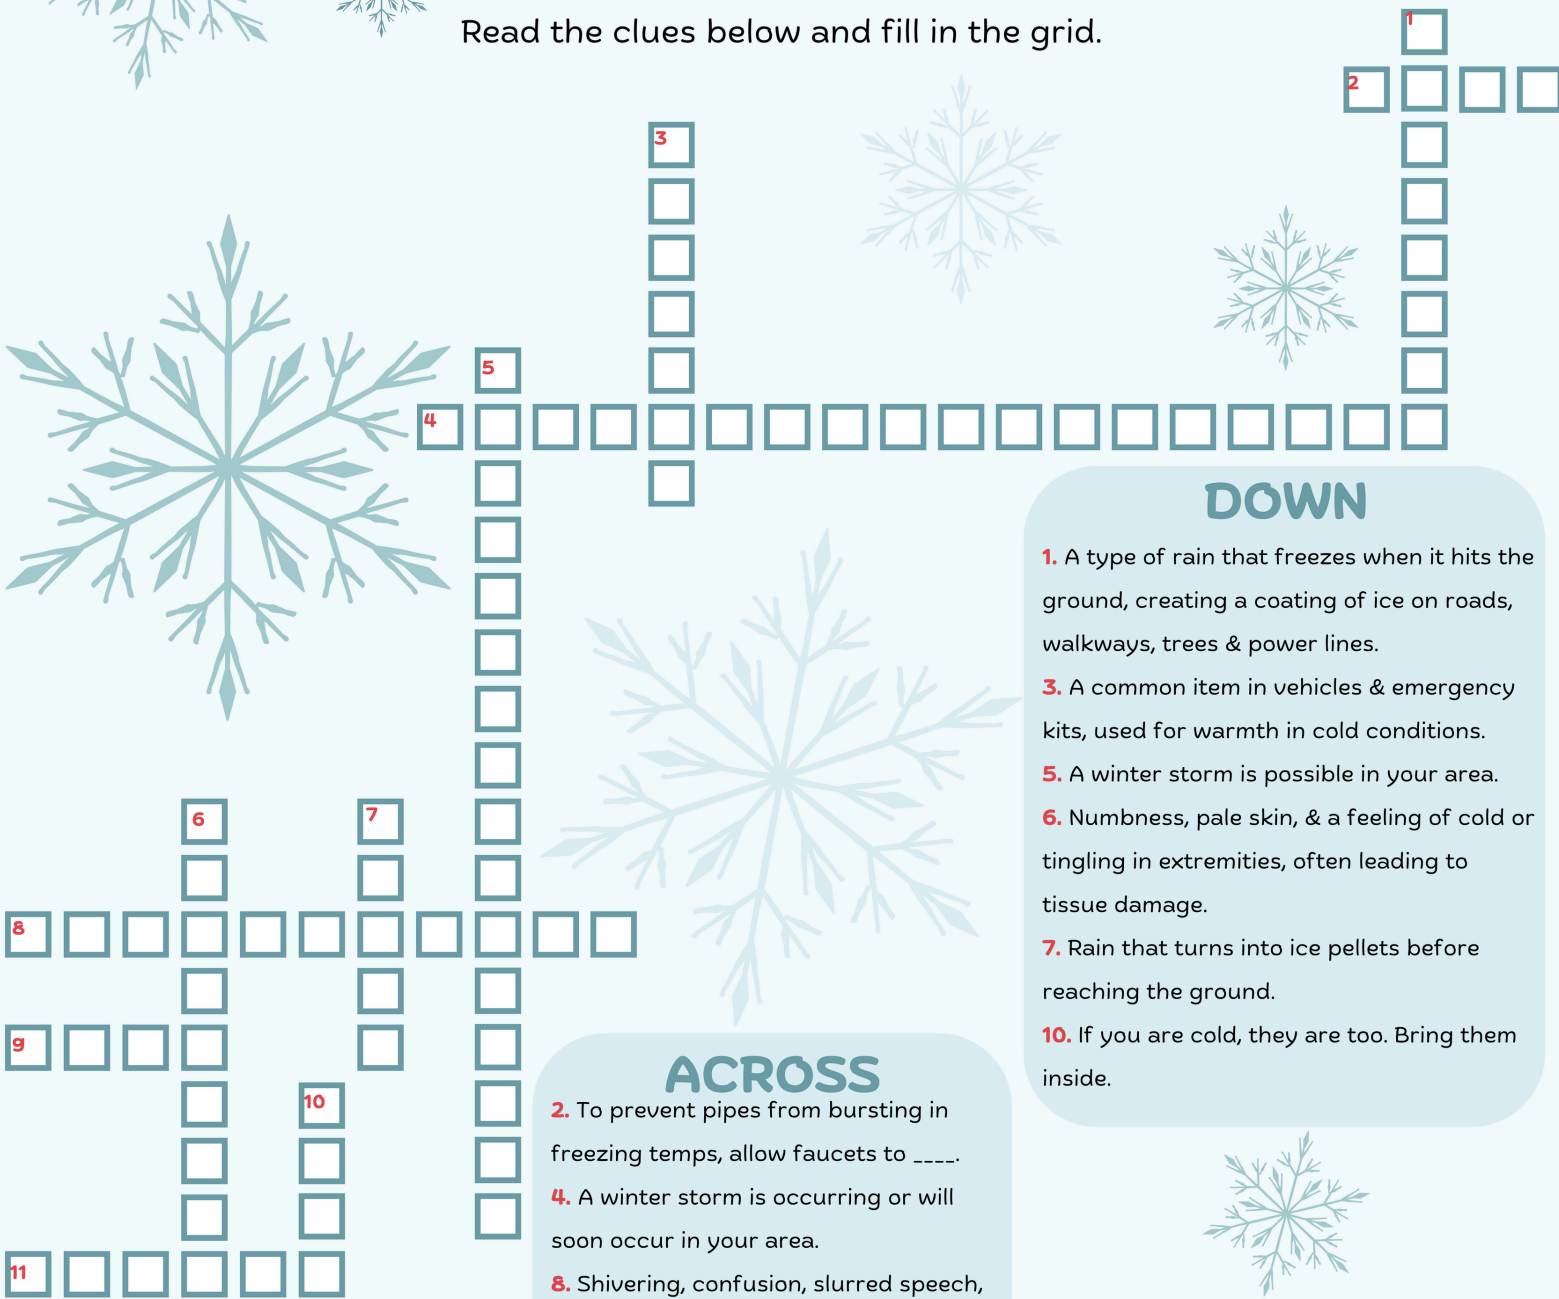 Read the clues below and fill in the grid.
1
2
3
5
4
6
7
8
9
10
11
DOWN
1. A type of rain that freezes when it hits the
ground, creating a coating of ice on roads,
walkways, trees & power lines.
3. A common item in vehicles & emergency
kits, used for warmth in cold conditions.
5. A winter storm is possible in your area.
6. Numbness, pale skin, & a feeling of cold or
tingling in extremities, often leading to
tissue damage.
7. Rain that turns into ice pellets before
reaching the ground.
10. If you are cold, they are too. Bring them
inside.
ACROSS
2. To prevent pipes from bursting in
freezing temps, allow faucets to ____.
4. A winter storm is occurring or will
soon occur in your area.
8. Shivering, confusion, slurred speech,